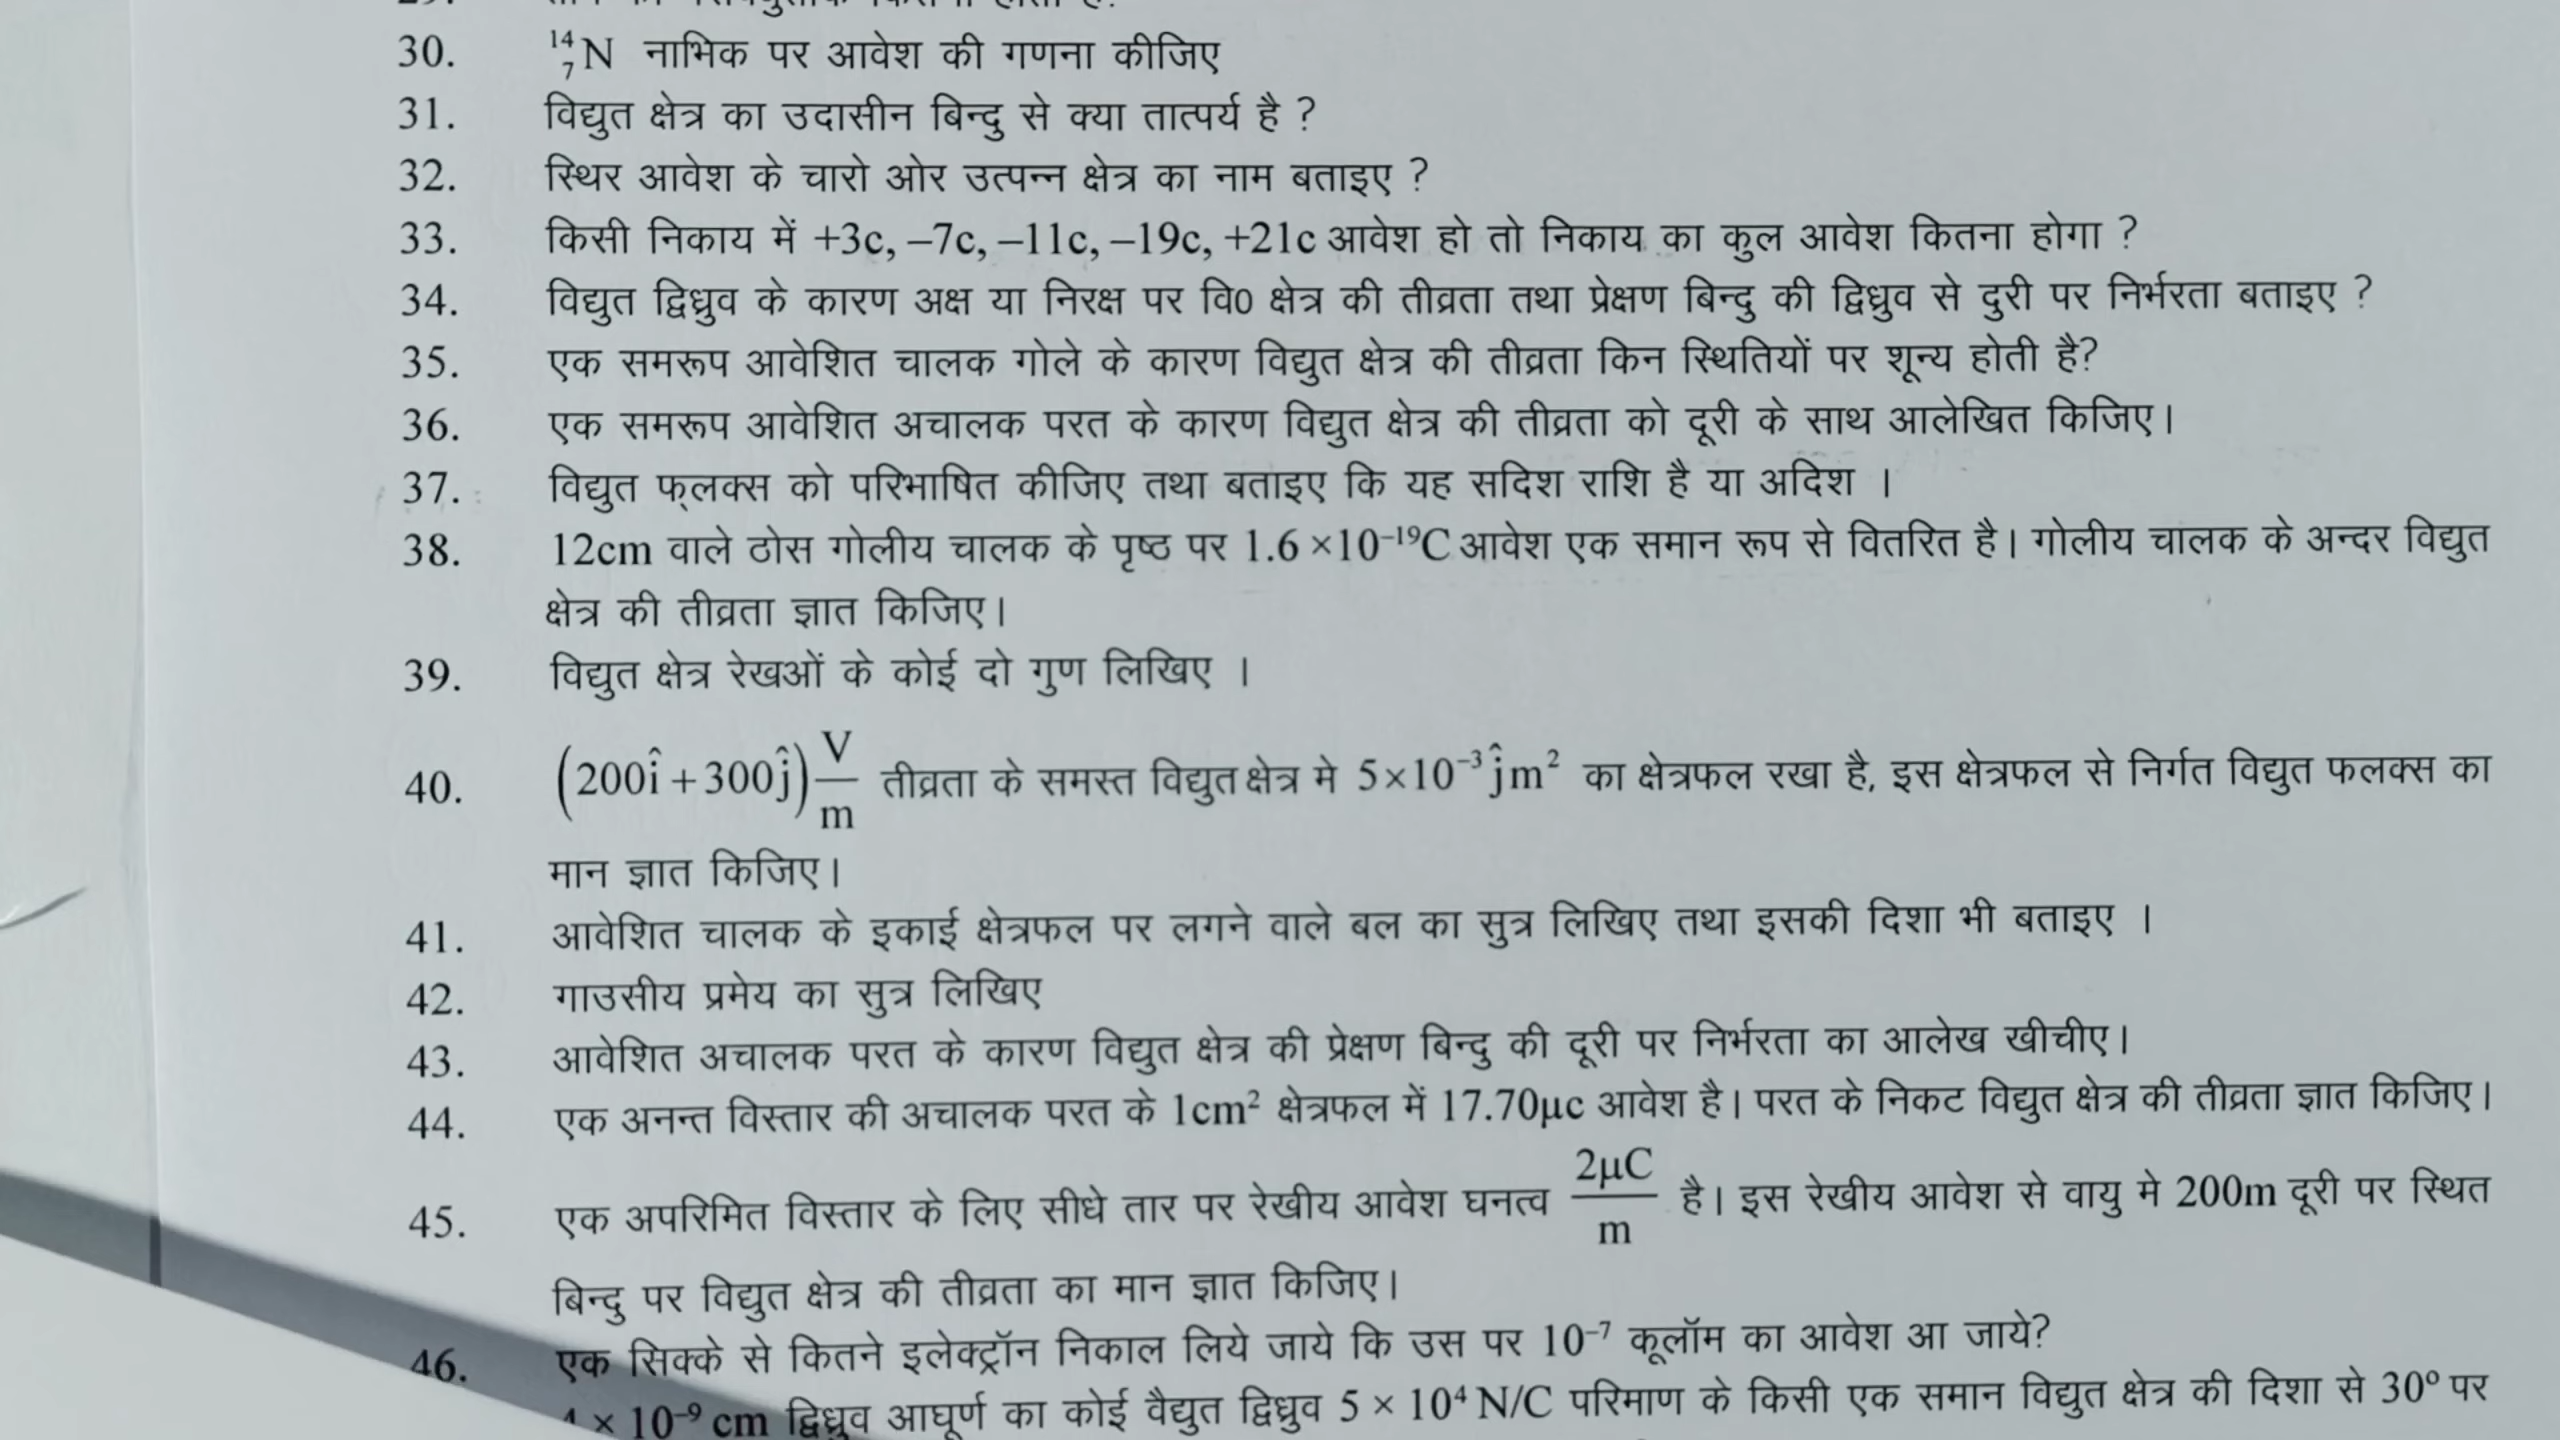 30. ¹⁴₇N नाभिक पर आवेश की गणना कीजिए
31. विद्युत क्षेत्र का उदासीन बिन्दु से क्या तात्पर्य है ?
32. स्थिर आवेश के चारो ओर उत्पन्न क्षेत्र का नाम बताइए ?
33. किसी निकाय में +3c, –7c, –11c, –19c, +21c आवेश हो तो निकाय का कुल आवेश कितना होगा ?
34. विद्युत द्विध्रुव के कारण अक्ष या निरक्ष पर वि0 क्षेत्र की तीव्रता तथा प्रेक्षण बिन्दु की द्विध्रुव से दुरी पर निर्भरता बताइए ?
35. एक समरूप आवेशित चालक गोले के कारण विद्युत क्षेत्र की तीव्रता किन स्थितियों पर शून्य होती है?
36. एक समरूप आवेशित अचालक परत के कारण विद्युत क्षेत्र की तीव्रता को दूरी के साथ आलेखित किजिए।
37. विद्युत फ्लक्स को परिभाषित कीजिए तथा बताइए कि यह सदिश राशि है या अदिश ।
38. 12cm वाले ठोस गोलीय चालक के पृष्ठ पर 1.6 ×10⁻¹⁹C आवेश एक समान रूप से वितरित है। गोलीय चालक के अन्दर विद्युत
क्षेत्र की तीव्रता ज्ञात किजिए।
39. विद्युत क्षेत्र रेखओं के कोई दो गुण लिखिए ।
40. (200î + 300ĵ) V/m तीव्रता के समस्त विद्युत क्षेत्र मे 5×10⁻³ ĵ m² का क्षेत्रफल रखा है, इस क्षेत्रफल से निर्गत विद्युत फलक्स का
मान ज्ञात किजिए।
41. आवेशित चालक के इकाई क्षेत्रफल पर लगने वाले बल का सुत्र लिखिए तथा इसकी दिशा भी बताइए ।
42. गाउसीय प्रमेय का सुत्र लिखिए
43. आवेशित अचालक परत के कारण विद्युत क्षेत्र की प्रेक्षण बिन्दु की दूरी पर निर्भरता का आलेख खीचीए।
44. एक अनन्त विस्तार की अचालक परत के 1cm² क्षेत्रफल में 17.70μc आवेश है। परत के निकट विद्युत क्षेत्र की तीव्रता ज्ञात किजिए।
45. एक अपरिमित विस्तार के लिए सीधे तार पर रेखीय आवेश घनत्व 2μC/m है। इस रेखीय आवेश से वायु मे 200m दूरी पर स्थित
बिन्दु पर विद्युत क्षेत्र की तीव्रता का मान ज्ञात किजिए।
46. एक सिक्के से कितने इलेक्ट्रॉन निकाल लिये जाये कि उस पर 10⁻⁷ कूलॉम का आवेश आ जाये?
× 10⁻⁹ cm द्विध्रुव आघूर्ण का कोई वैद्युत द्विध्रुव 5 × 10⁴ N/C परिमाण के किसी एक समान विद्युत क्षेत्र की दिशा से 30° पर